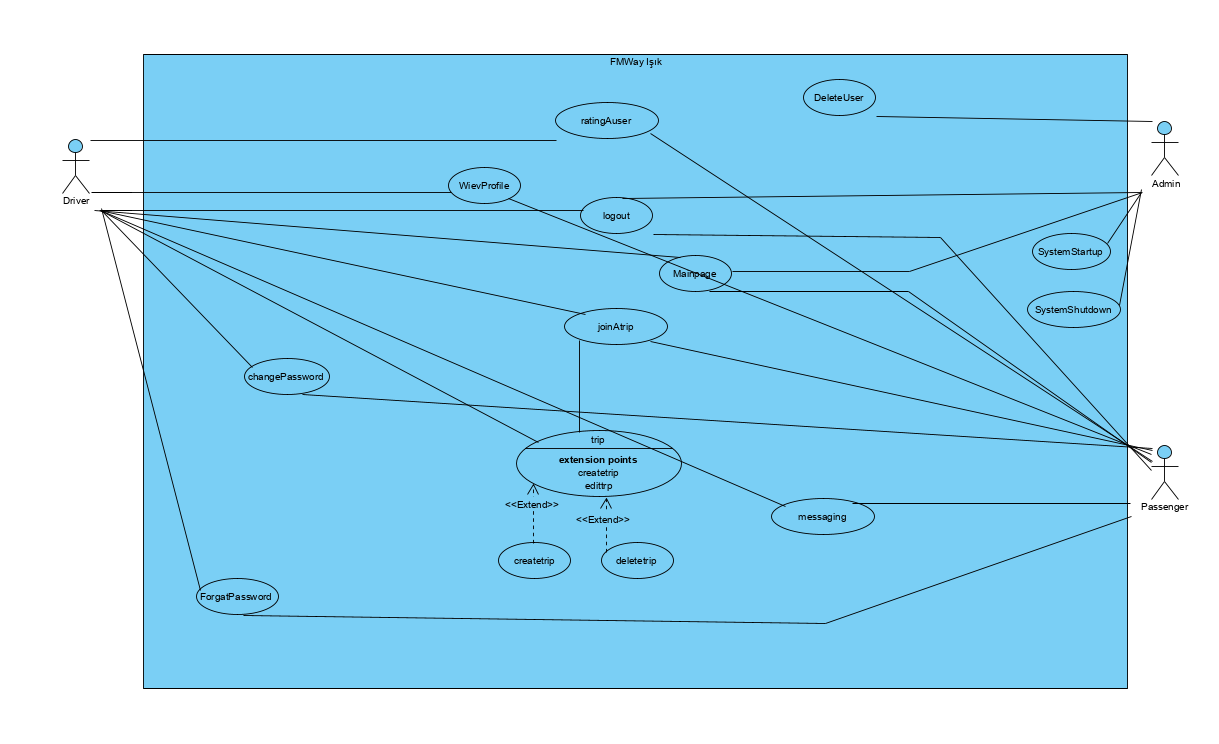 FMWay Işık
DeleteUser
ratingAuser
Driver
Admin
WievProfile
logout
SystemStartup
Mainpage
SystemShutdown
joinAtrip
changePassword
trip
extension points
createtrip
edittrp
<<Extend>>
<<Extend>>
messaging
Passenger
createtrip
deletetrip
ForgatPassword